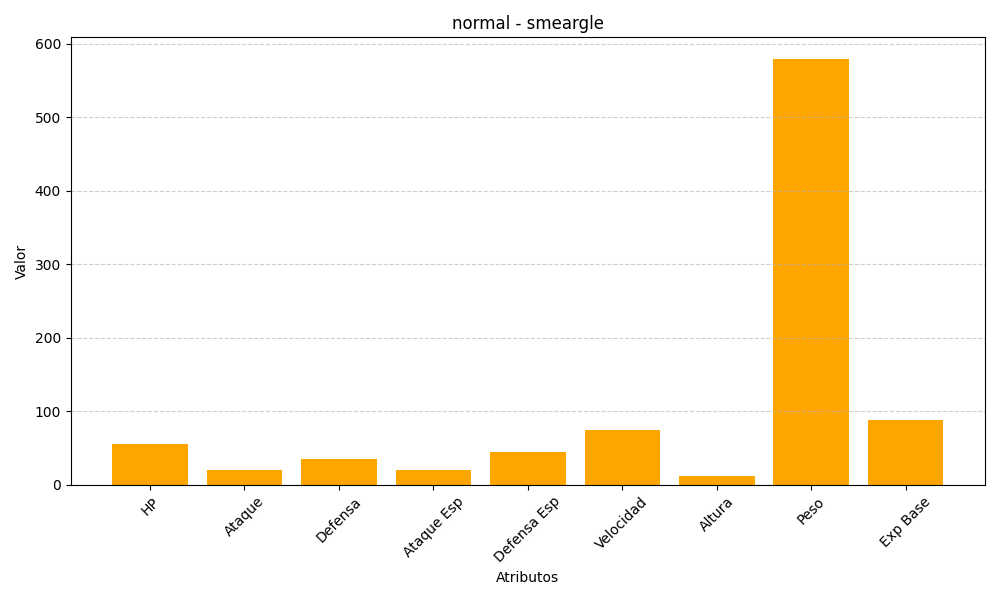 normal - smeargle
Valor
600
500
400
300
200
100
0
HP
Ataque
Defensa
Ataque Esp
Defensa Esp
Velocidad
Altura
Peso
Exp Base
Atributos